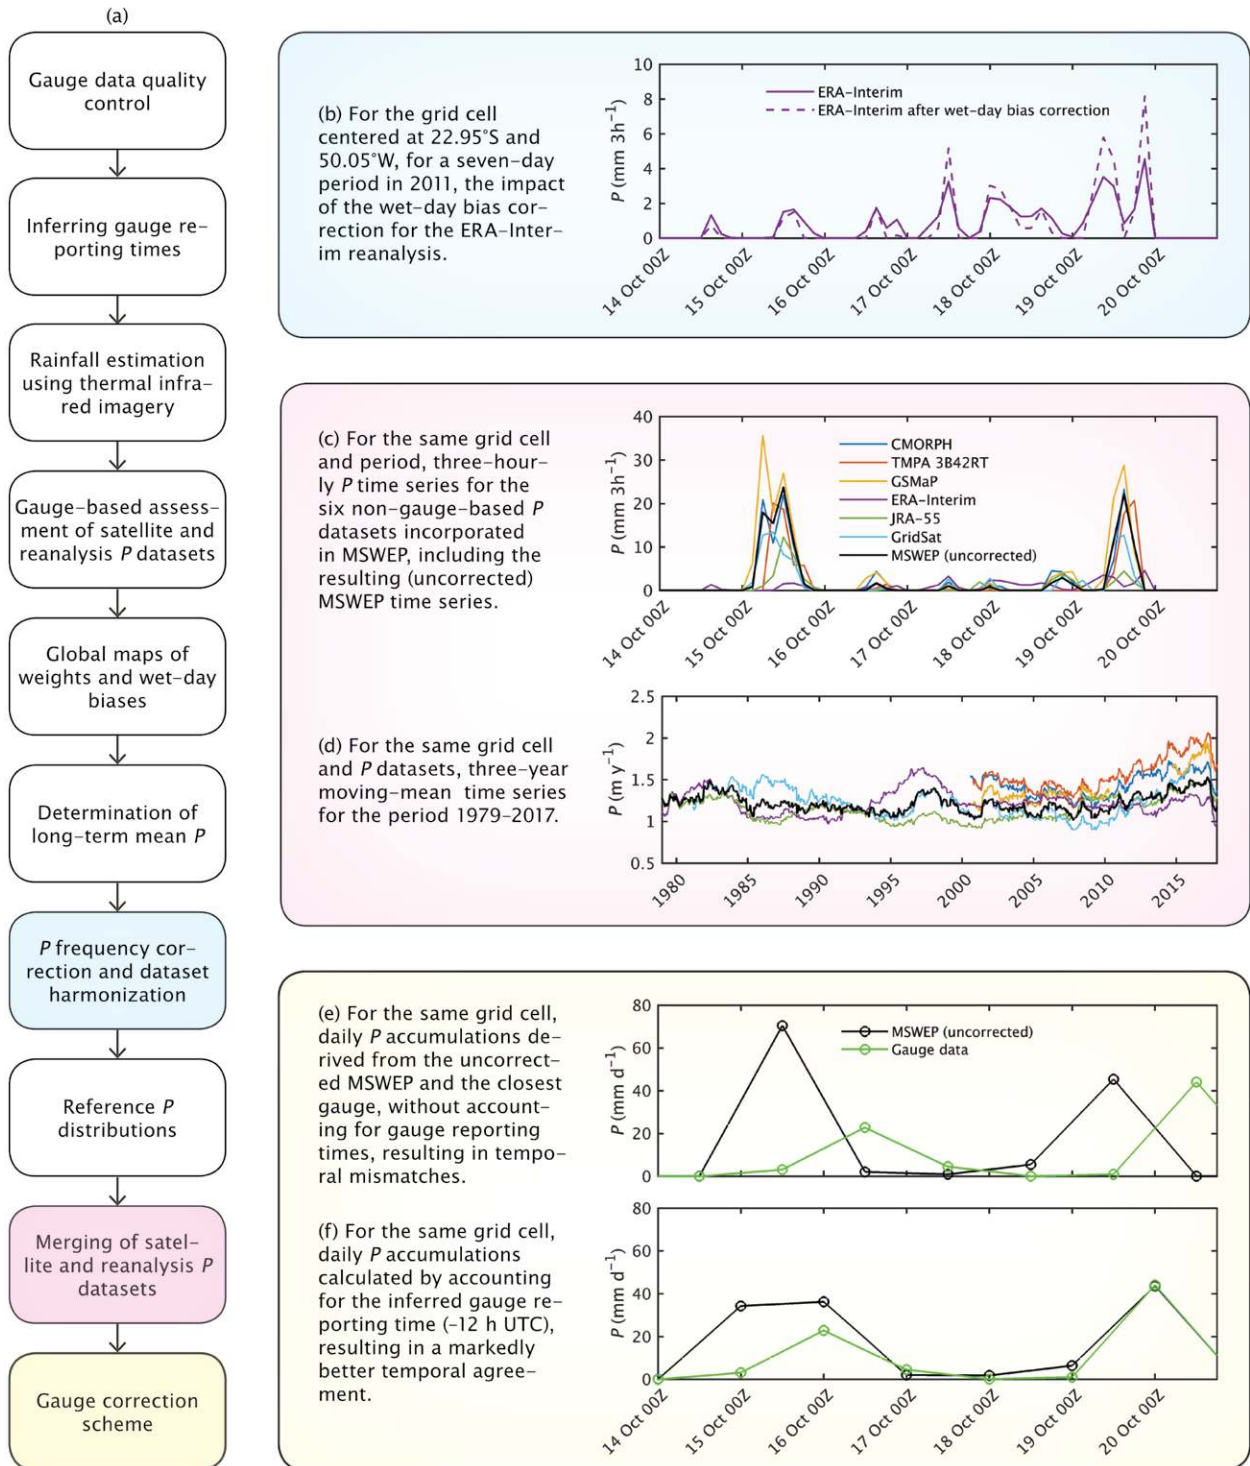 (a)
Gauge data quality
control
Inferring gauge re-
porting times
Rainfall estimation
using thermal infra-
red imagery
Gauge-based assess-
ment of satellite and
reanalysis P datasets
Global maps of
weights and wet-day
biases
Determination of
long-term mean P
P frequency cor-
rection and dataset
harmonization
Reference P
distributions
Merging of satel-
lite and reanalysis P
datasets
Gauge correction
scheme
(b) For the grid cell
centered at 22.95°S and
50.05°W, for a seven-day
period in 2011, the impact
of the wet-day bias cor-
rection for the ERA-Inter-
im reanalysis.
P (mm 3h⁻¹)
10
8
6
4
2
0
ERA-Interim
ERA-Interim after wet-day bias correction
14 Oct 00Z
15 Oct 00Z
16 Oct 00Z
17 Oct 00Z
18 Oct 00Z
19 Oct 00Z
20 Oct 00Z
(c) For the same grid cell
and period, three-hour-
ly P time series for the
six non-gauge-based P
datasets incorporated
in MSWEP, including the
resulting (uncorrected)
MSWEP time series.
P (mm 3h⁻¹)
40
30
20
10
0
CMORPH
TMPA 3B42RT
GSMaP
ERA-Interim
JRA-55
GridSat
MSWEP (uncorrected)
14 Oct 00Z
15 Oct 00Z
16 Oct 00Z
17 Oct 00Z
18 Oct 00Z
19 Oct 00Z
20 Oct 00Z
(d) For the same grid cell
and P datasets, three-year
moving-mean time series
for the period 1979-2017.
P (m y⁻¹)
2.5
2
1.5
1
0.5
1980
1985
1990
1995
2000
2005
2010
2015
(e) For the same grid cell,
daily P accumulations de-
rived from the uncorrect-
ed MSWEP and the closest
gauge, without account-
ing for gauge reporting
times, resulting in tempo-
ral mismatches.
P (mm d⁻¹)
80
60
40
20
0
MSWEP (uncorrected)
Gauge data
(f) For the same grid cell,
daily P accumulations
calculated by accounting
for the inferred gauge re-
porting time (-12 h UTC),
resulting in a markedly
better temporal agree-
ment.
P (mm d⁻¹)
80
60
40
20
0
14 Oct 00Z
15 Oct 00Z
16 Oct 00Z
17 Oct 00Z
18 Oct 00Z
19 Oct 00Z
20 Oct 00Z